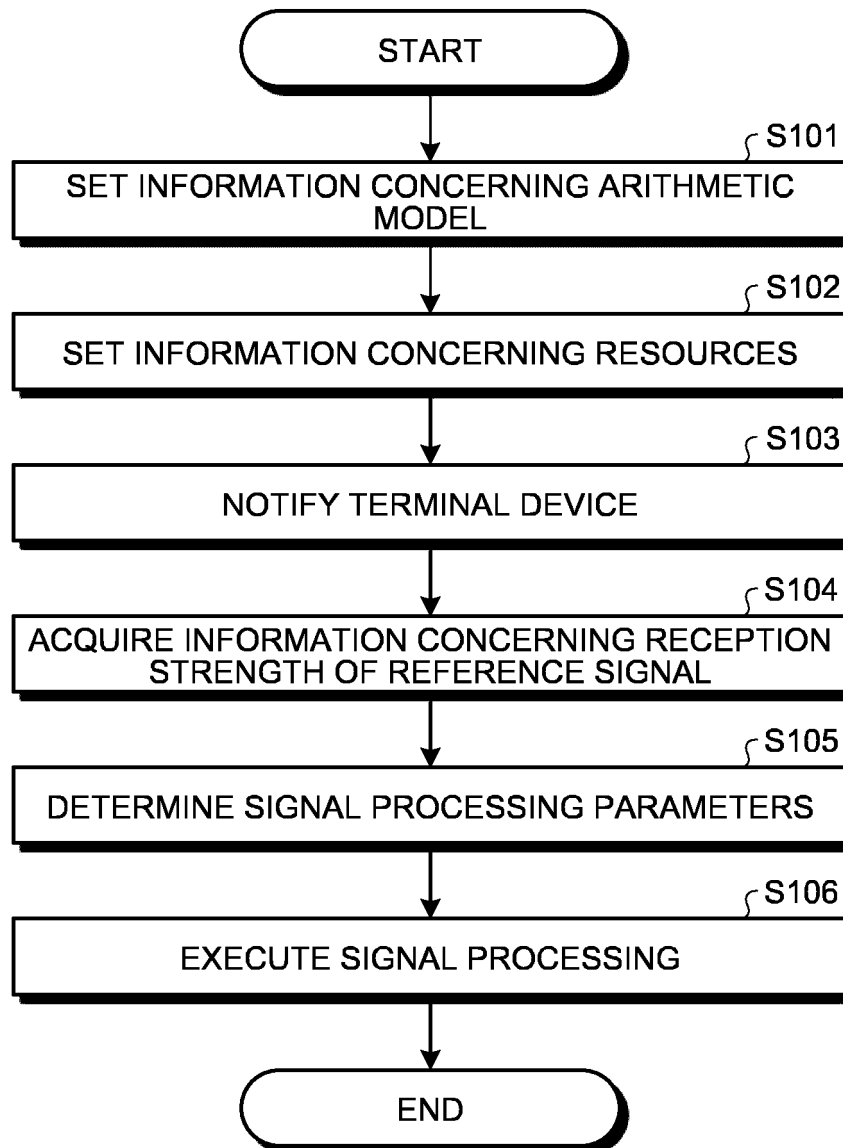 START
S101
SET INFORMATION CONCERNING ARITHMETIC
MODEL
S102
SET INFORMATION CONCERNING RESOURCES
S103
NOTIFY TERMINAL DEVICE
S104
ACQUIRE INFORMATION CONCERNING RECEPTION
STRENGTH OF REFERENCE SIGNAL
S105
DETERMINE SIGNAL PROCESSING PARAMETERS
S106
EXECUTE SIGNAL PROCESSING
END